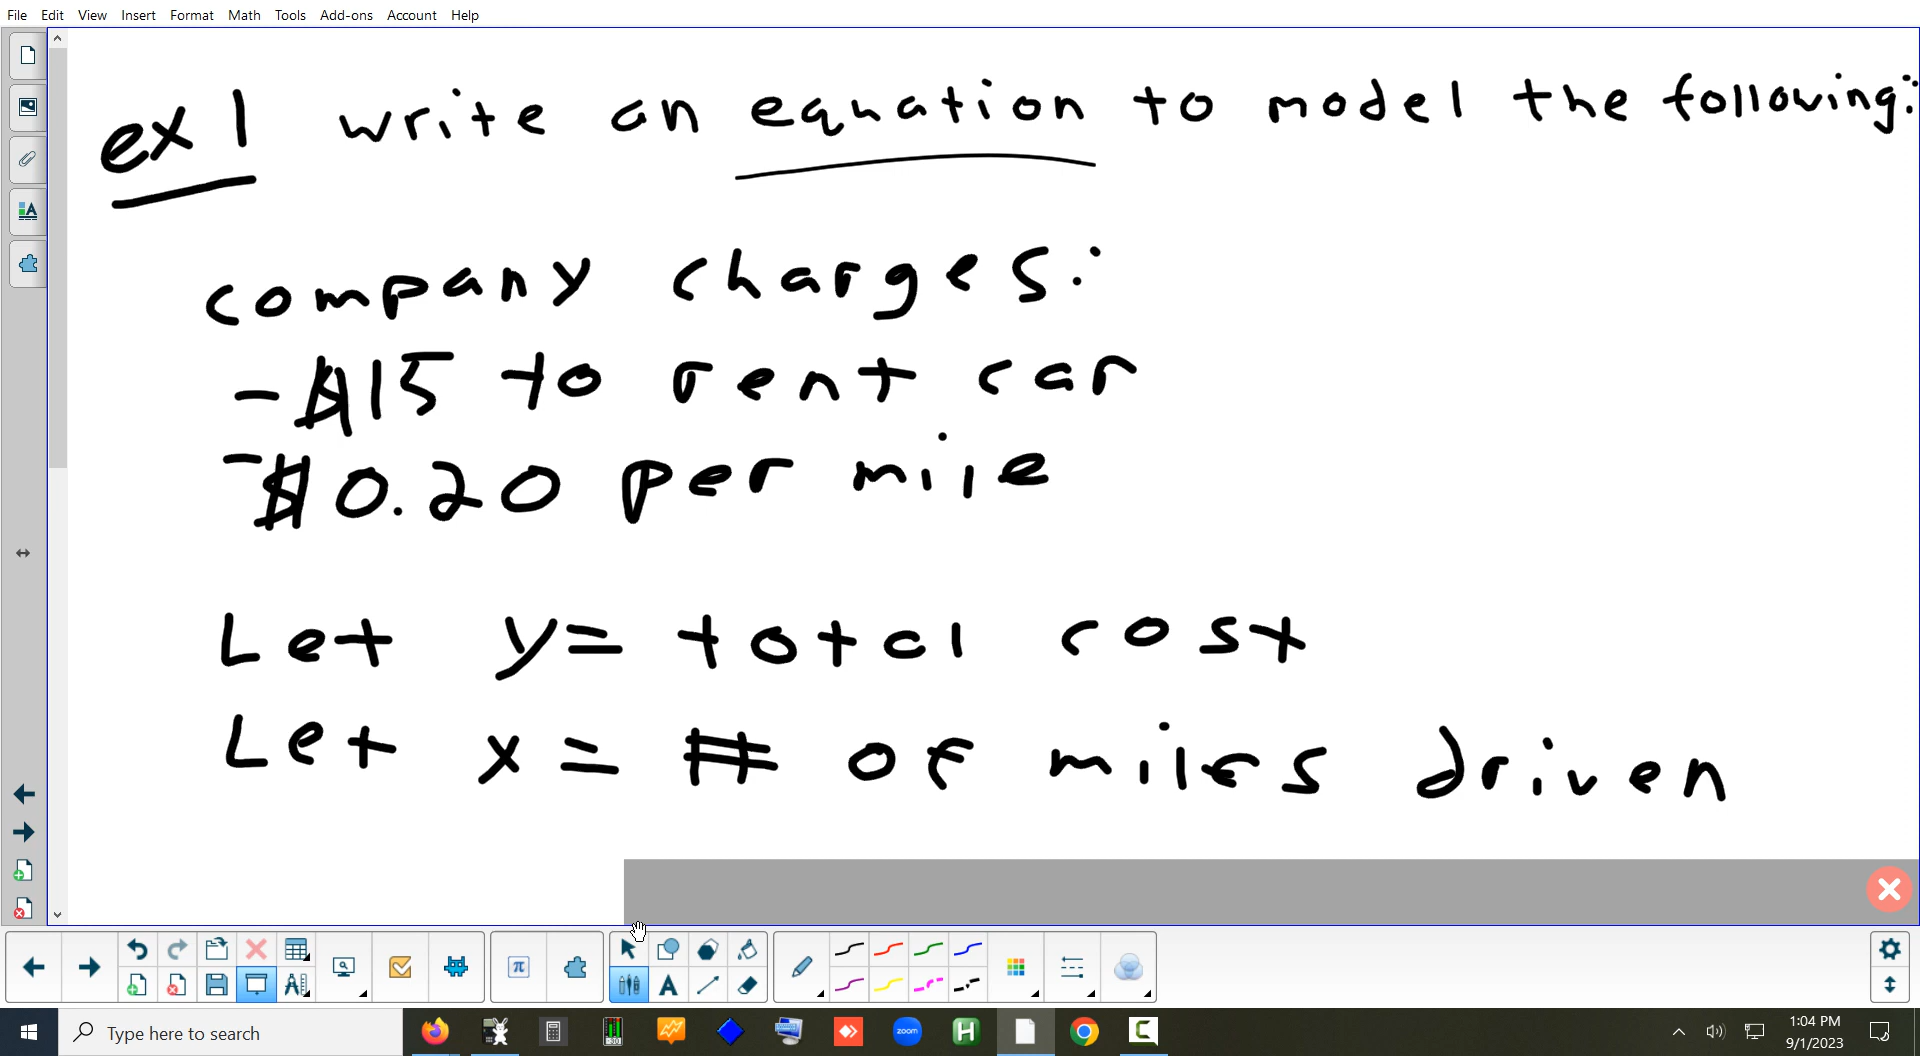 File Edit View Insert Format Math Tools Add-ons Account Help
ex 1 write an equation to model the following:
company charges:
- $15 to rent car
- $0.20 per mile
Let y = total cost
Let x = # of miles driven
A
π
Type here to search
zoom
H
C
1:04 PM
9/1/2023